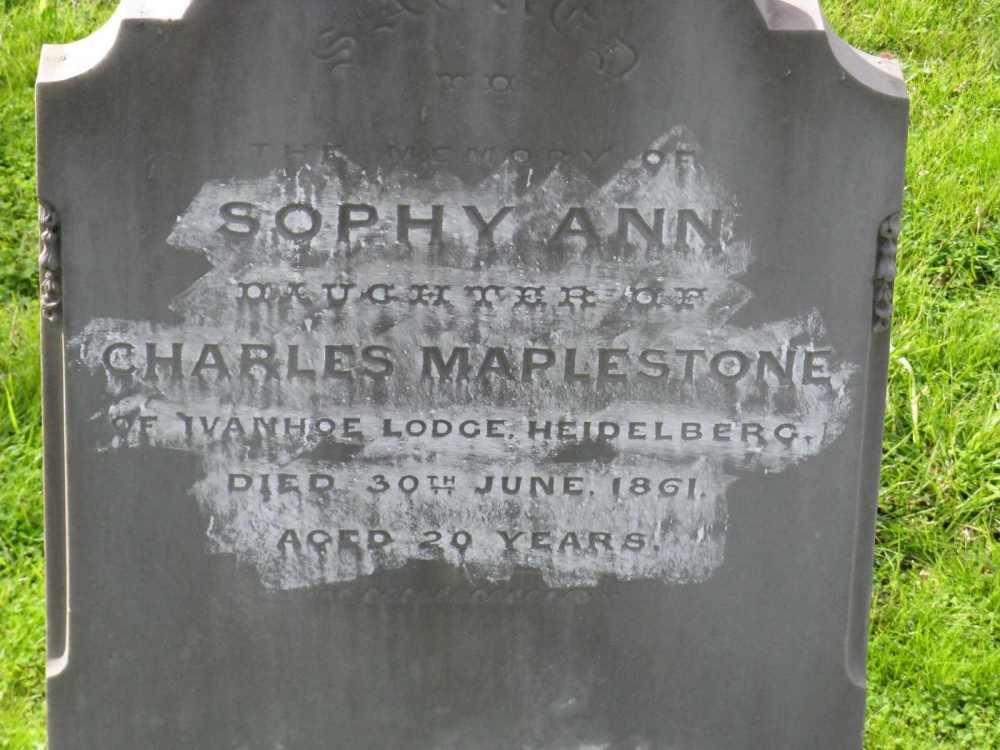 SACRED
TO
THE MEMORY OF
SOPHY ANN,
DAUGHTER OF
CHARLES MAPLESTONE
OF IVANHOE LODGE, HEIDELBERG,
DIED 30TH JUNE, 1861.
AGED 20 YEARS.